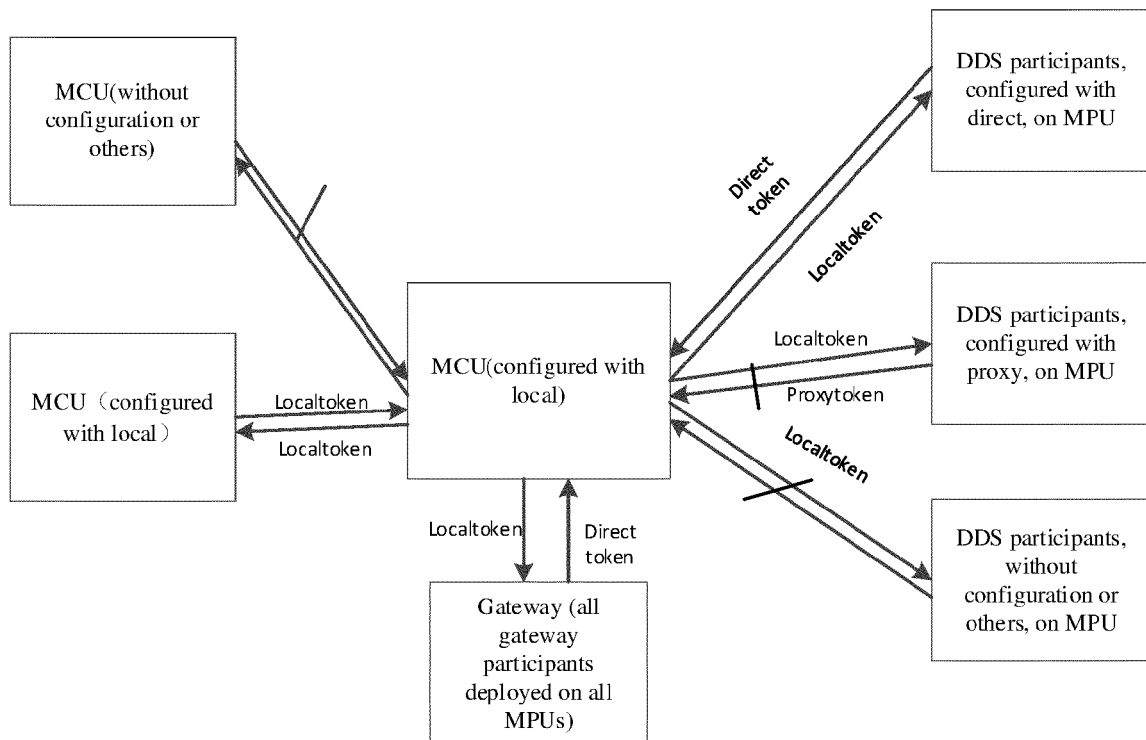 MCU(without
configuration or
others)
MCU（configured
with local）
Localtoken
Localtoken
MCU(configured with
local)
Localtoken
Direct
token
Gateway (all
gateway
participants
deployed on all
MPUs)
Direct
token
Localtoken
Localtoken
Proxytoken
Localtoken
DDS participants,
configured with
direct, on MPU
DDS participants,
configured with
proxy, on MPU
DDS participants,
without
configuration or
others, on MPU